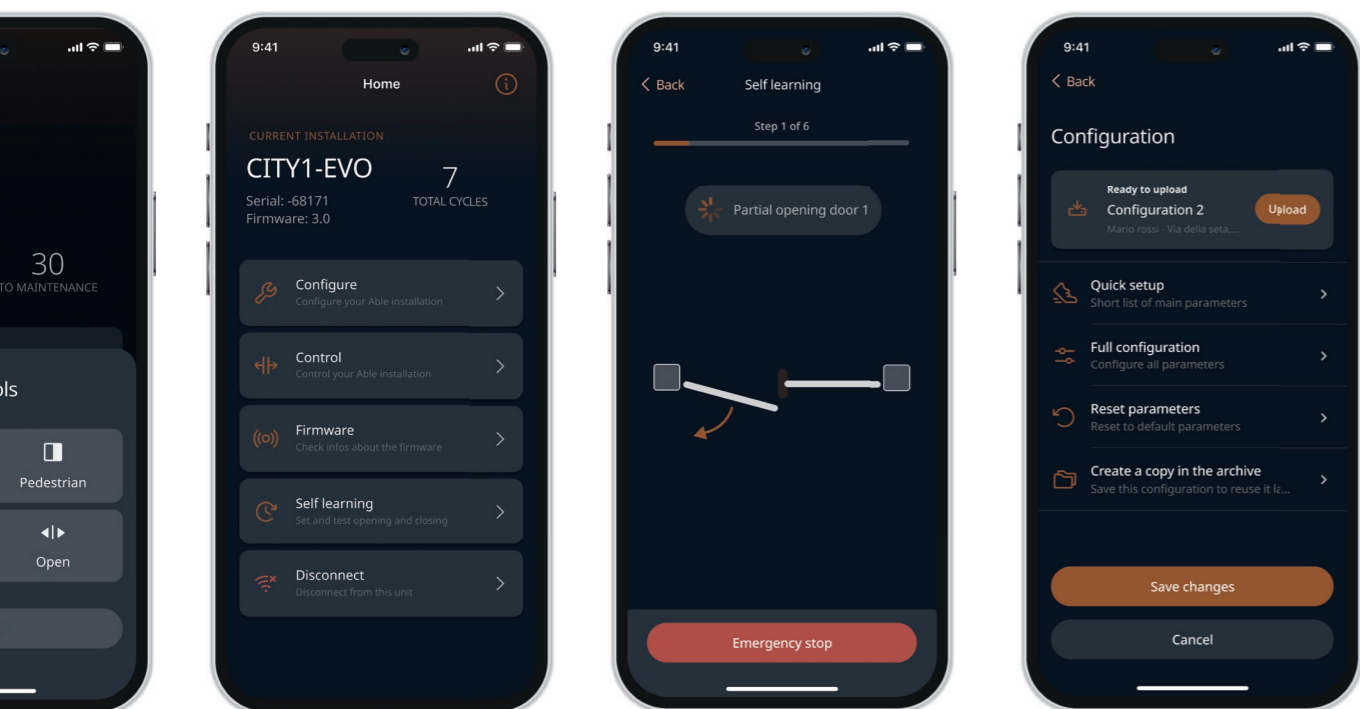 30
TO MAINTENANCE
Pedestrian
Open
9:41
Home
CURRENT INSTALLATION
CITY1-EVO
7
Serial: -68171
TOTAL CYCLES
Firmware: 3.0
Configure
Configure your Able installation
Control
Control your Able installation
Firmware
Check infos about the firmware
Self learning
Set and test opening and closing
Disconnect
Disconnect from this unit
9:41
Back
Self learning
Step 1 of 6
Partial opening door 1
Emergency stop
9:41
Back
Configuration
Ready to upload
Configuration 2
Upload
Mario rossi - Via della seta,...
Quick setup
Short list of main parameters
Full configuration
Configure all parameters
Reset parameters
Reset to default parameters
Create a copy in the archive
Save this configuration to reuse it la...
Save changes
Cancel